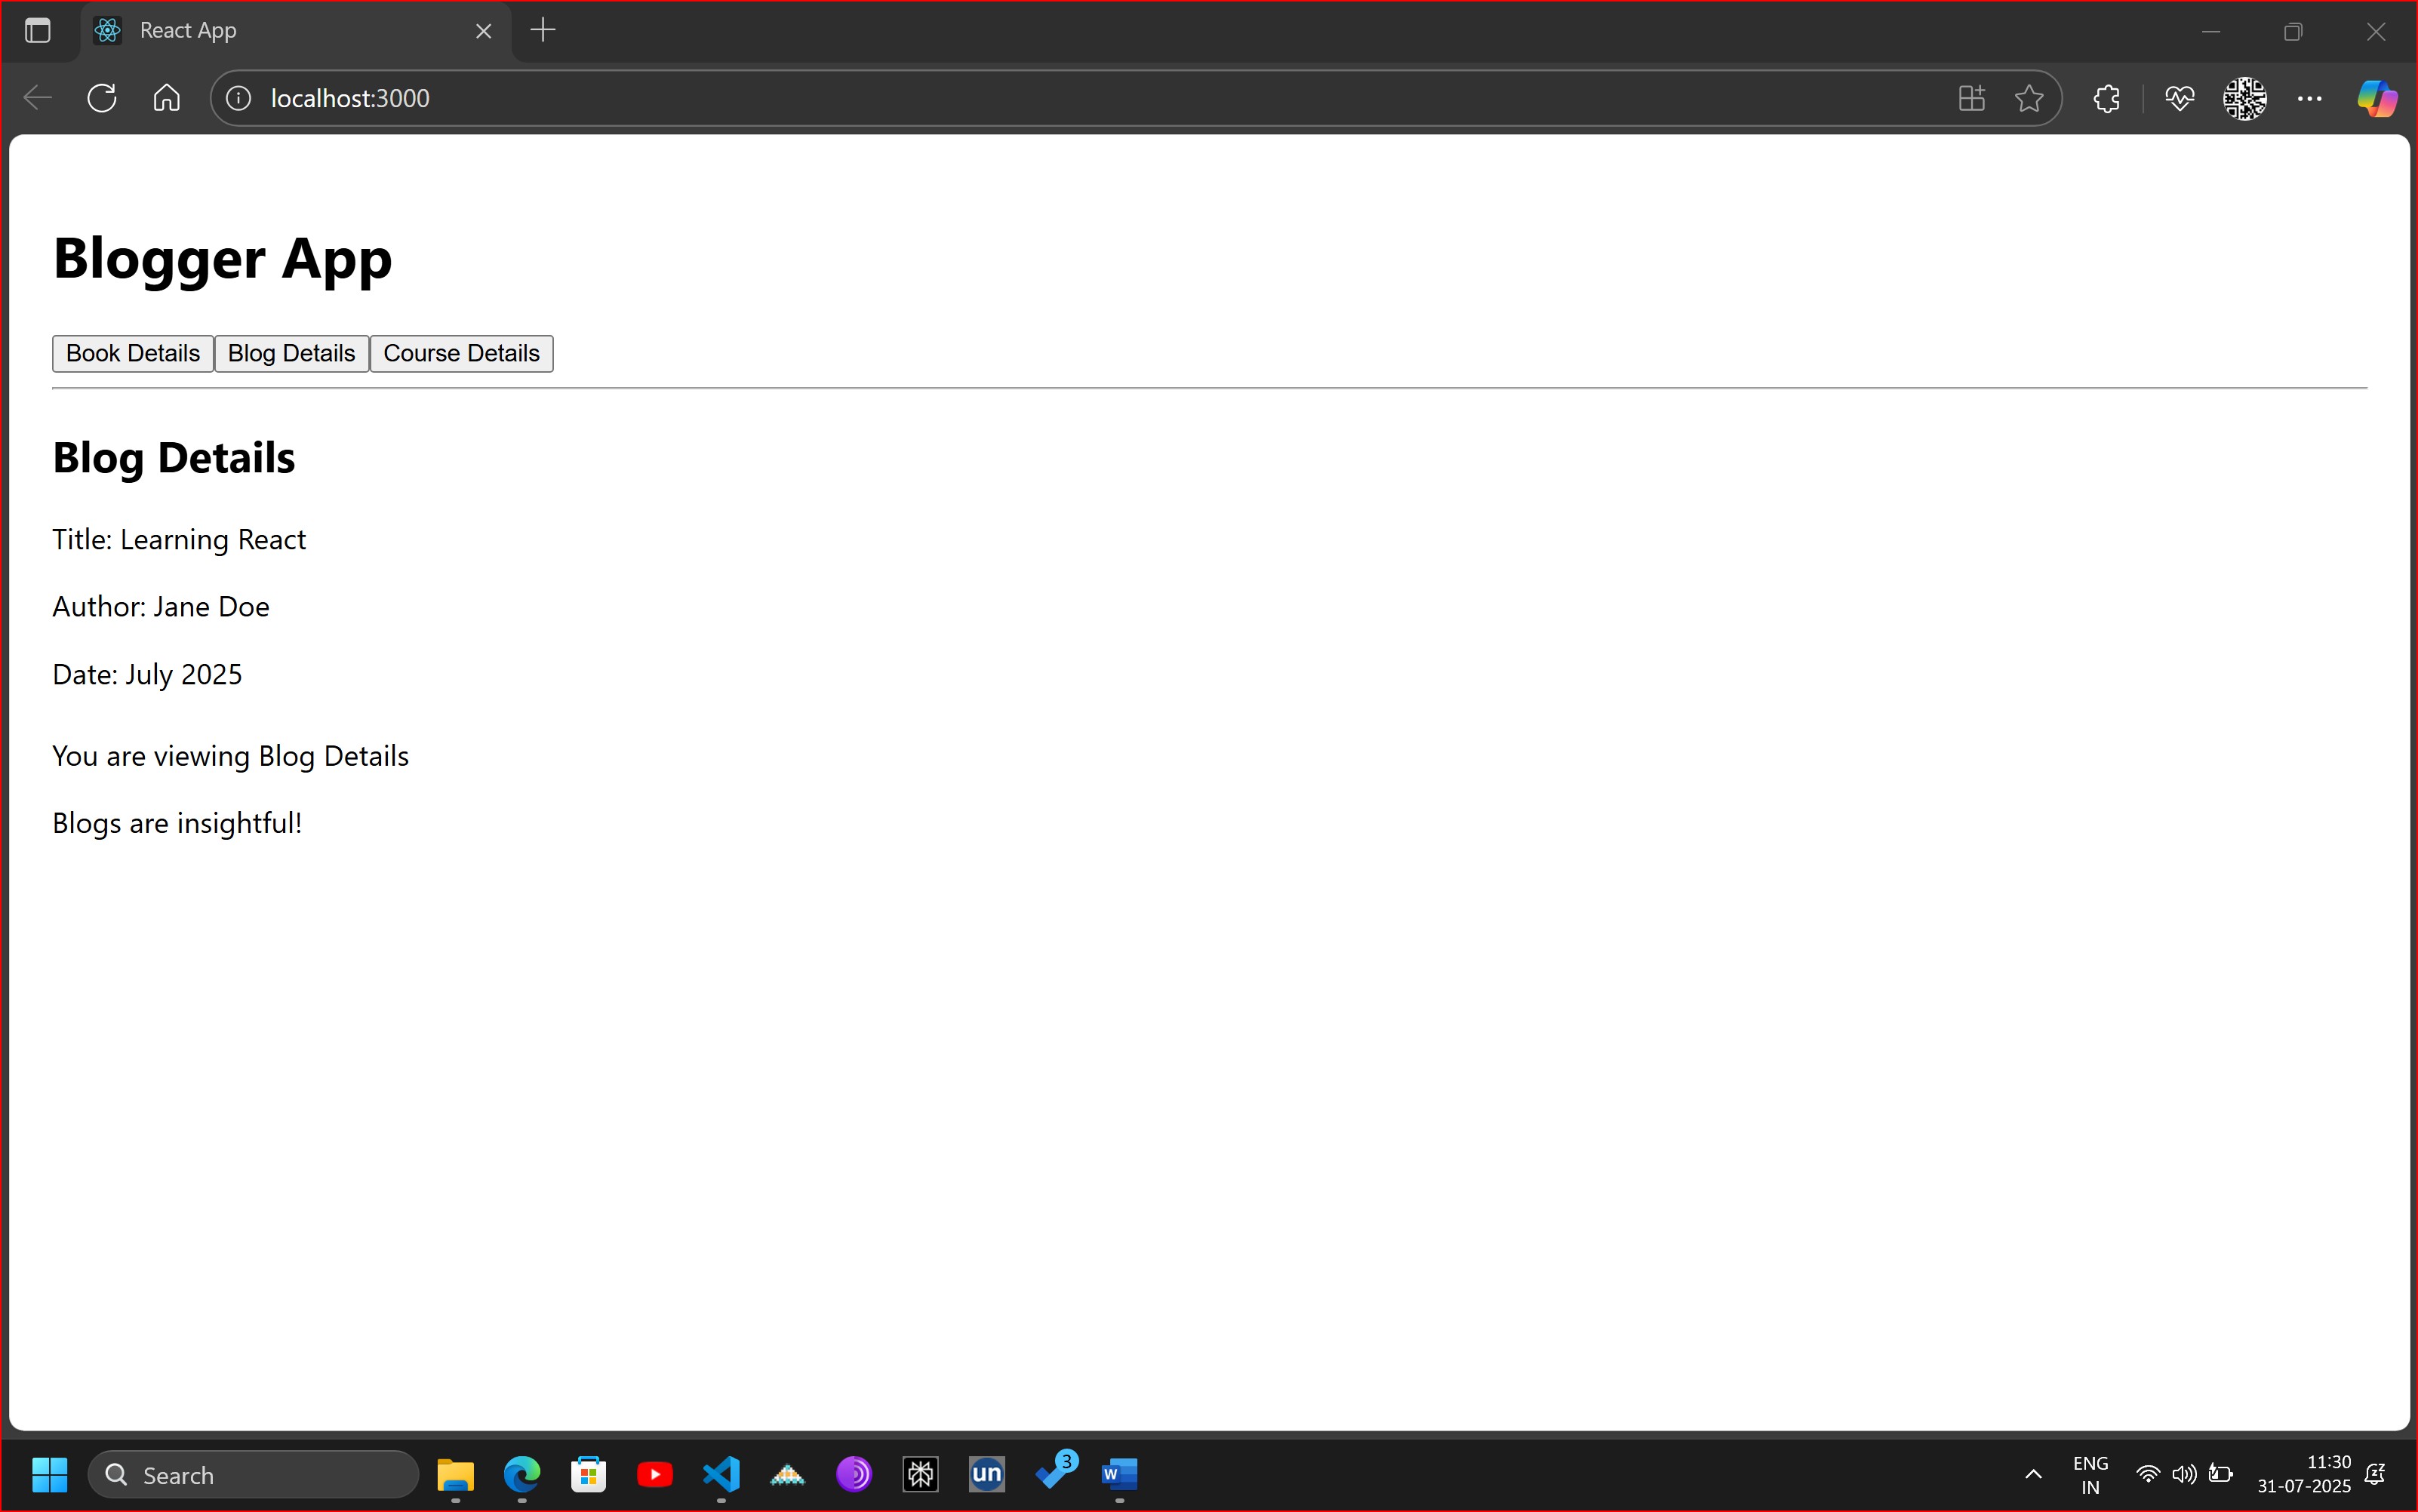 React App
localhost:3000
Blogger App
Book Details Blog Details Course Details
Blog Details
Title: Learning React
Author: Jane Doe
Date: July 2025
You are viewing Blog Details
Blogs are insightful!
Search
un
3
W
ENG
IN
11:30
31-07-2025